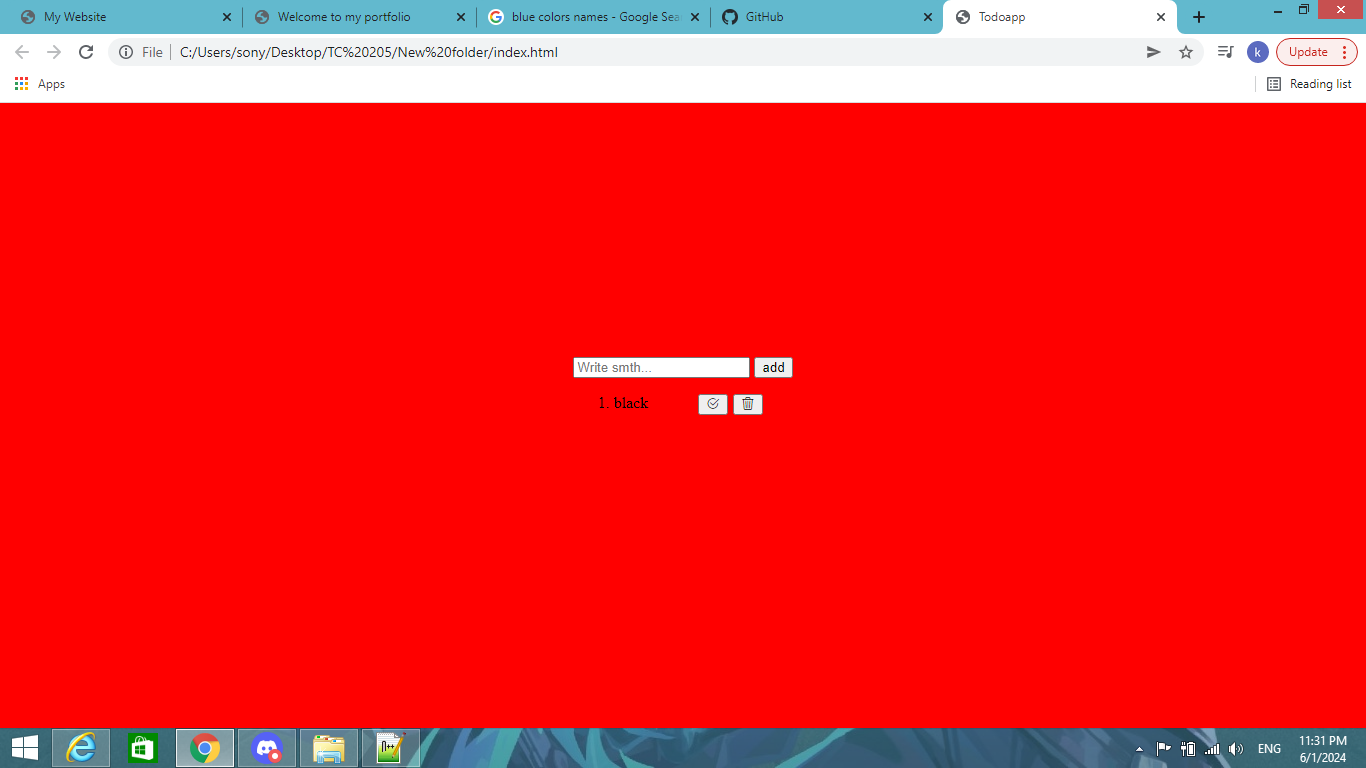 My Website
Welcome to my portfolio
blue colors names - Google Sea
GitHub
Todoapp
File
C:/Users/sony/Desktop/TC%205/New%20folder/index.html
k
Update
Apps
Reading list
Write smth...
add
1. black
ENG
11:31 PM
6/1/2024